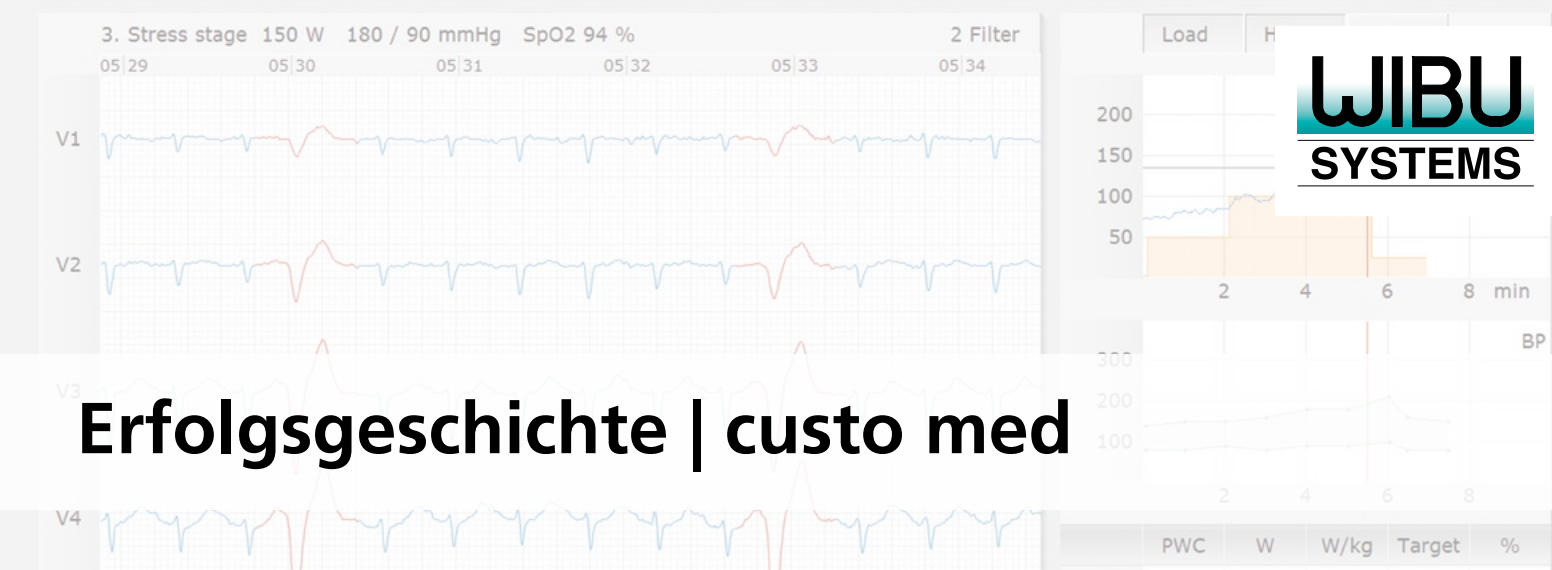 3. Stress stage 150 W 180 / 90 mmHg SpO2 94 % 2 Filter
05 29 05 30 05 31 05 32 05 33 05 34
V1
V2
V3
V4
Load
200
150
100
50
2 4 6 8 min
BP
300
200
100
2 4 6 8
PWC W W/kg Target %
WIBU
SYSTEMS
Erfolgsgeschichte | custo med